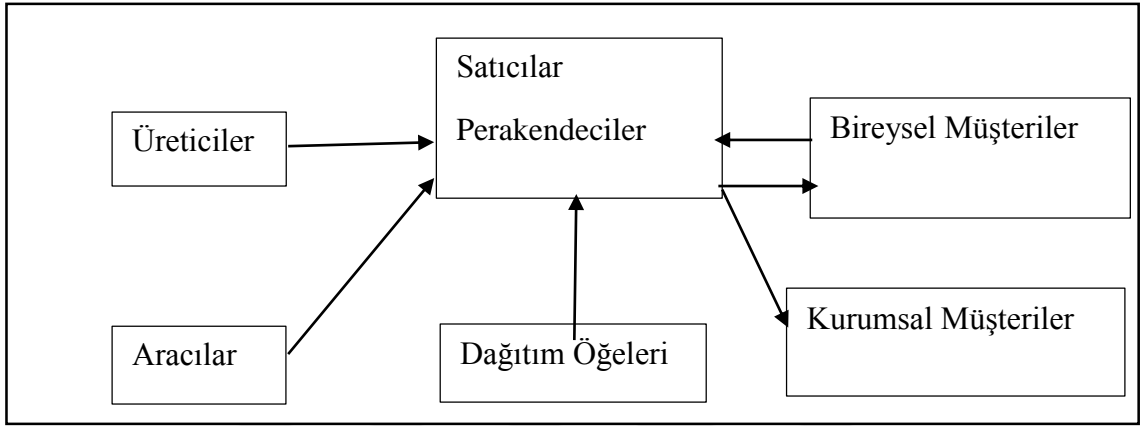 Satıcılar
Perakendeciler
Üreticiler
Bireysel Müşteriler
Aracılar
Dağıtım Öğeleri
Kurumsal Müşteriler